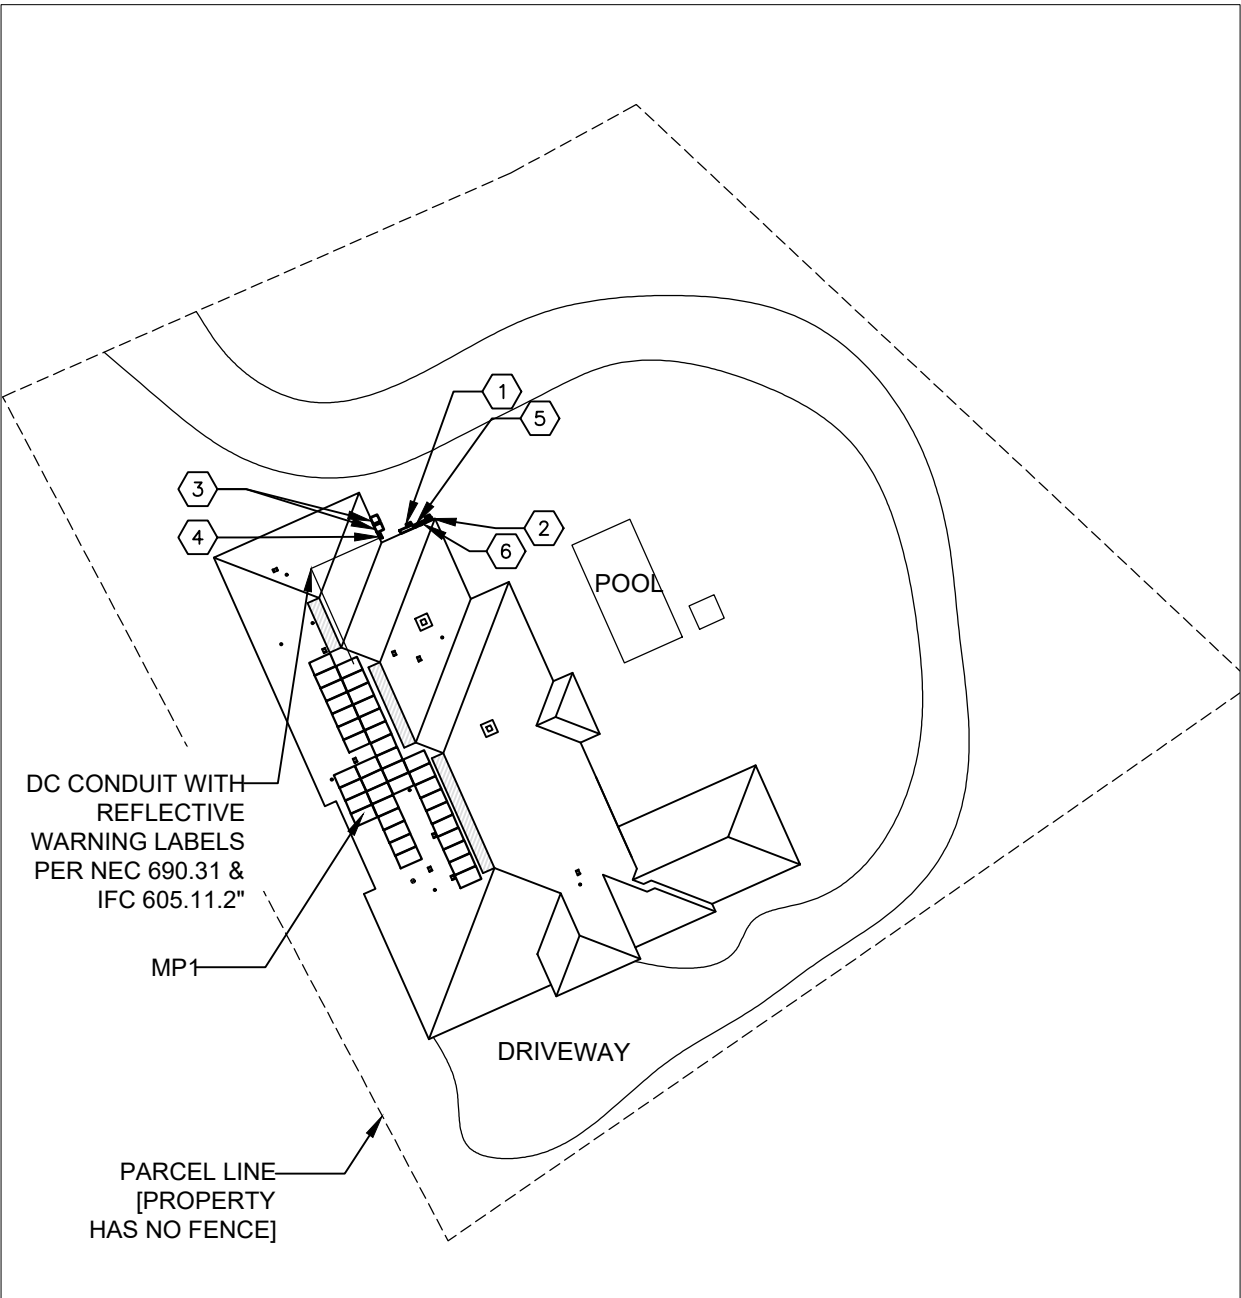 1
5
3
4
2
6
POOL
DC CONDUIT WITH
REFLECTIVE
WARNING LABELS
PER NEC 690.31 &
IFC 605.11.2"
MP1
DRIVEWAY
PARCEL LINE
[PROPERTY
HAS NO FENCE]